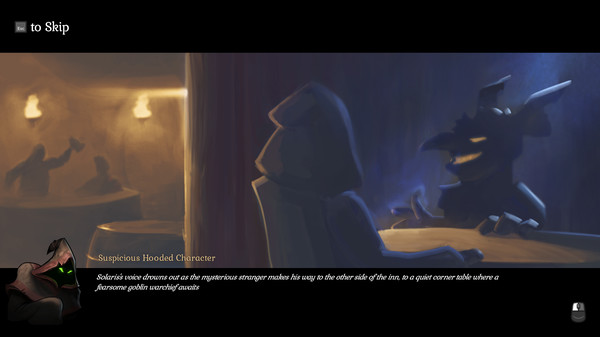 Esc to Skip
Suspicious Hooded Character
Solaris's voice drowns out as the mysterious stranger makes his way to the other side of the inn, to a quiet corner table where a
fearsome goblin warchief awaits